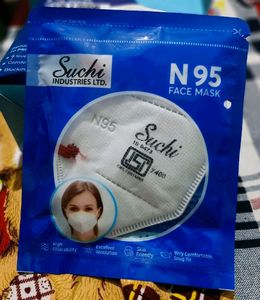 Suchi
INDUSTRIES LTD.
N 95
FACE MASK
N95
Suchi
IS 9473
High
Filterability
Excellent
Skin
Friendly
Very Comfortable,
Snug Fit